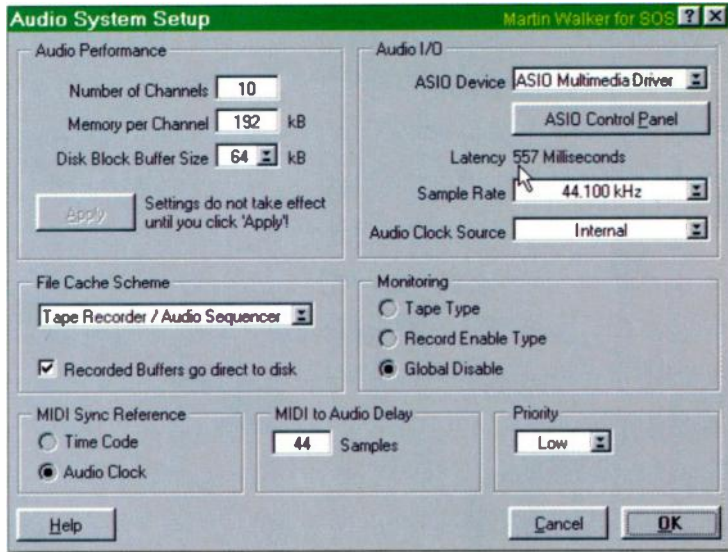 Audio System Setup
Martin Walker for SOS
Audio Performance
Number of Channels 10
Memory per Channel 192 kB
Disk Block Buffer Size 64 kB
Apply
Settings do not take effect
until you click 'Apply'!
Audio I/O
ASIO Device ASIO Multimedia Driver
ASIO Control Panel
Latency 557 Milliseconds
Sample Rate 44.100 kHz
Audio Clock Source Internal
File Cache Scheme
Tape Recorder / Audio Sequencer
Recorded Buffers go direct to disk
Monitoring
Tape Type
Record Enable Type
Global Disable
MIDI Sync Reference
Time Code
Audio Clock
MIDI to Audio Delay
44 Samples
Priority
Low
Help
Cancel
OK